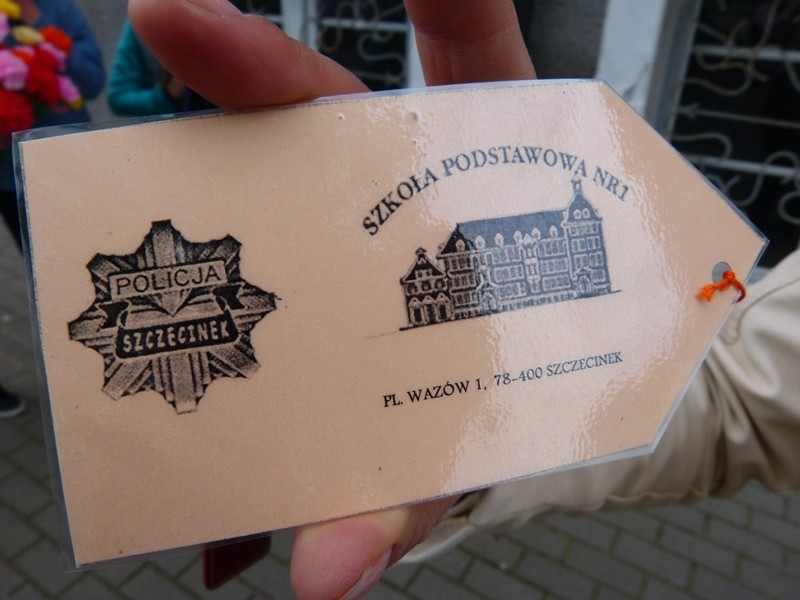 POLICJA
SZCZECINEK
SZKOŁA PODSTAWOWA NR1
PL. WAZÓW 1, 78-400 SZCZECINEK